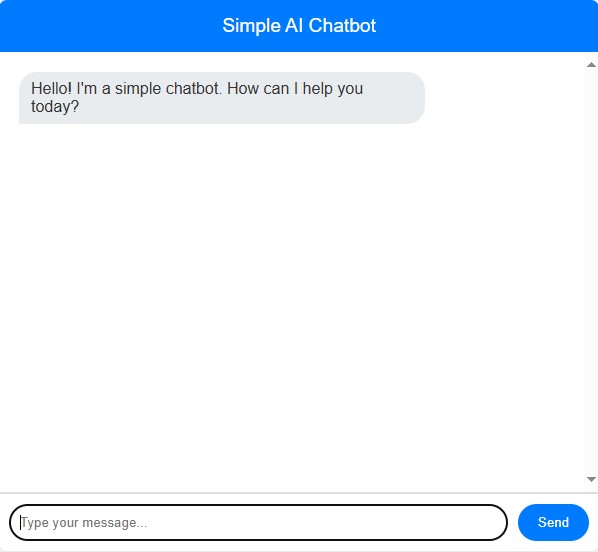 Simple AI Chatbot
Hello! I'm a simple chatbot. How can I help you
today?
Type your message...
Send